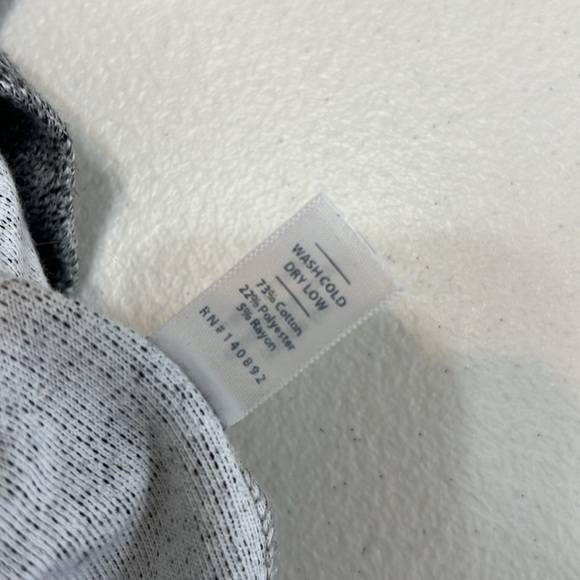 WASH COLD
DRY LOW
73% Cotton
22% Polyester
5% Rayon
RN#140892